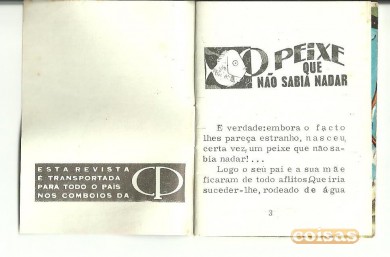 ESTA REVISTA
É TRANSPORTADA
PARA TODO O PAÍS
NOS COMBOIOS DA
CP
O PEIXE
QUE
NÃO SABIA NADAR
É verdade: embora o facto
lhes pareça estranho, nasceu,
certa vez, um peixe que não sa-
bia nadar!...
Logo o seu pai e a sua mãe
ficaram de todo aflitos. Que iria
suceder-lhe, rodeado de água
3
coisas